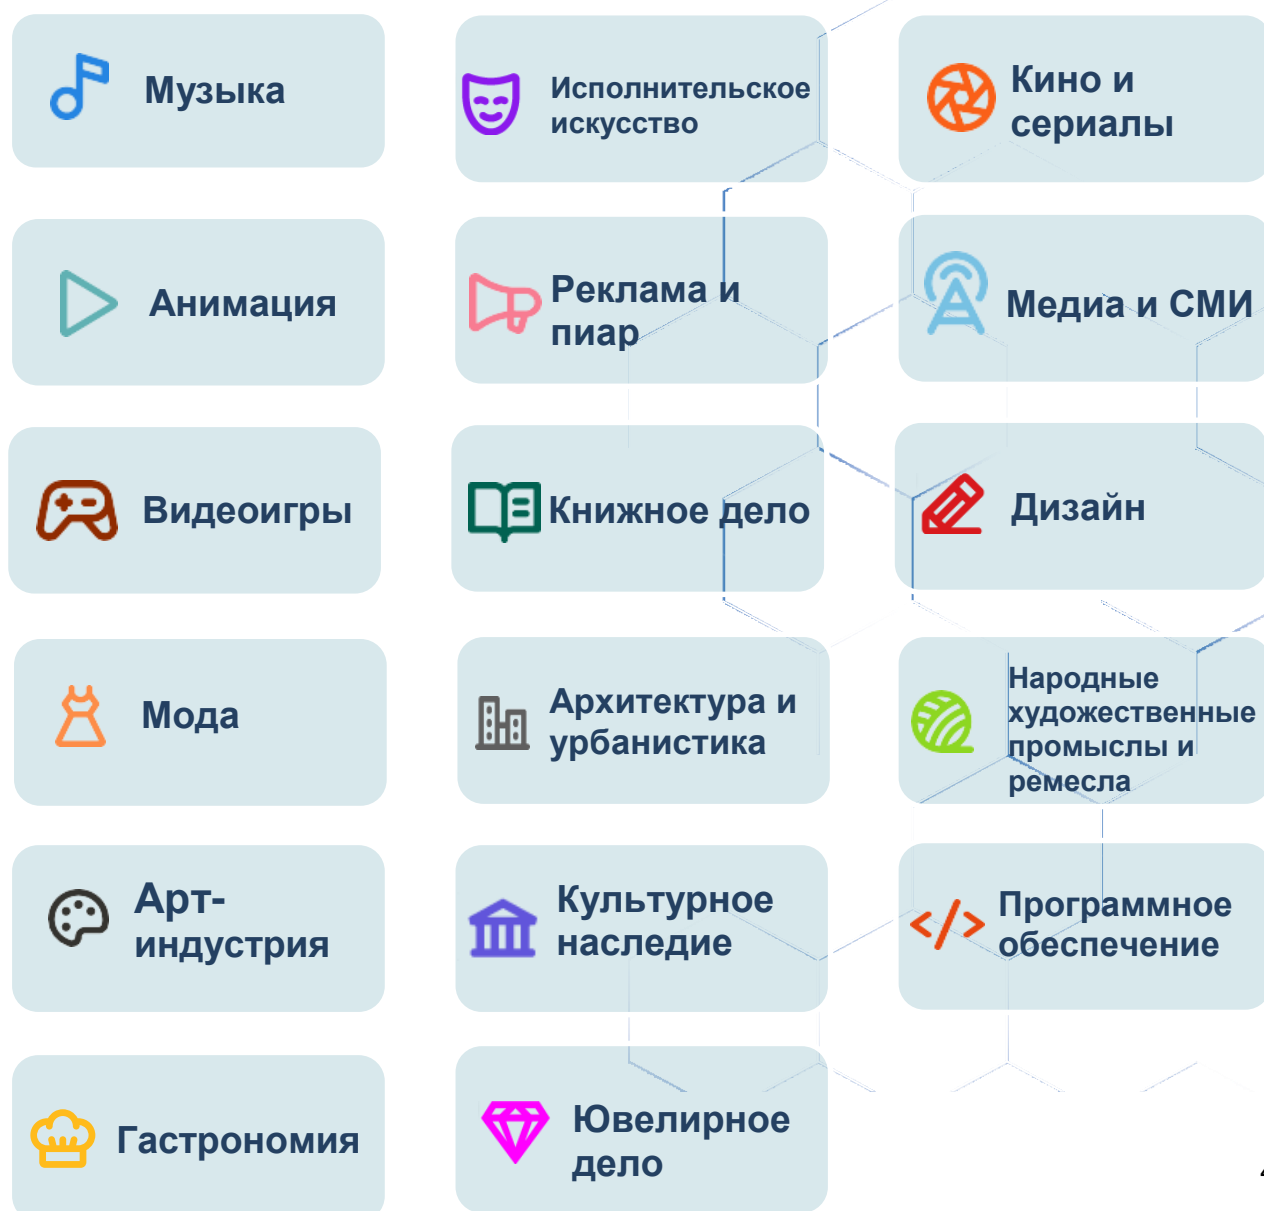 Музыка
Исполнительское
искусство
Кино и
сериалы
Анимация
Реклама и
пиар
Медиа и СМИ
Видеоигры
Книжное дело
Дизайн
Мода
Архитектура и
урбанистика
Народные
художественные
промыслы и
ремесла
Арт-
индустрия
Культурное
наследие
Программное
обеспечение
Гастрономия
Ювелирное
дело